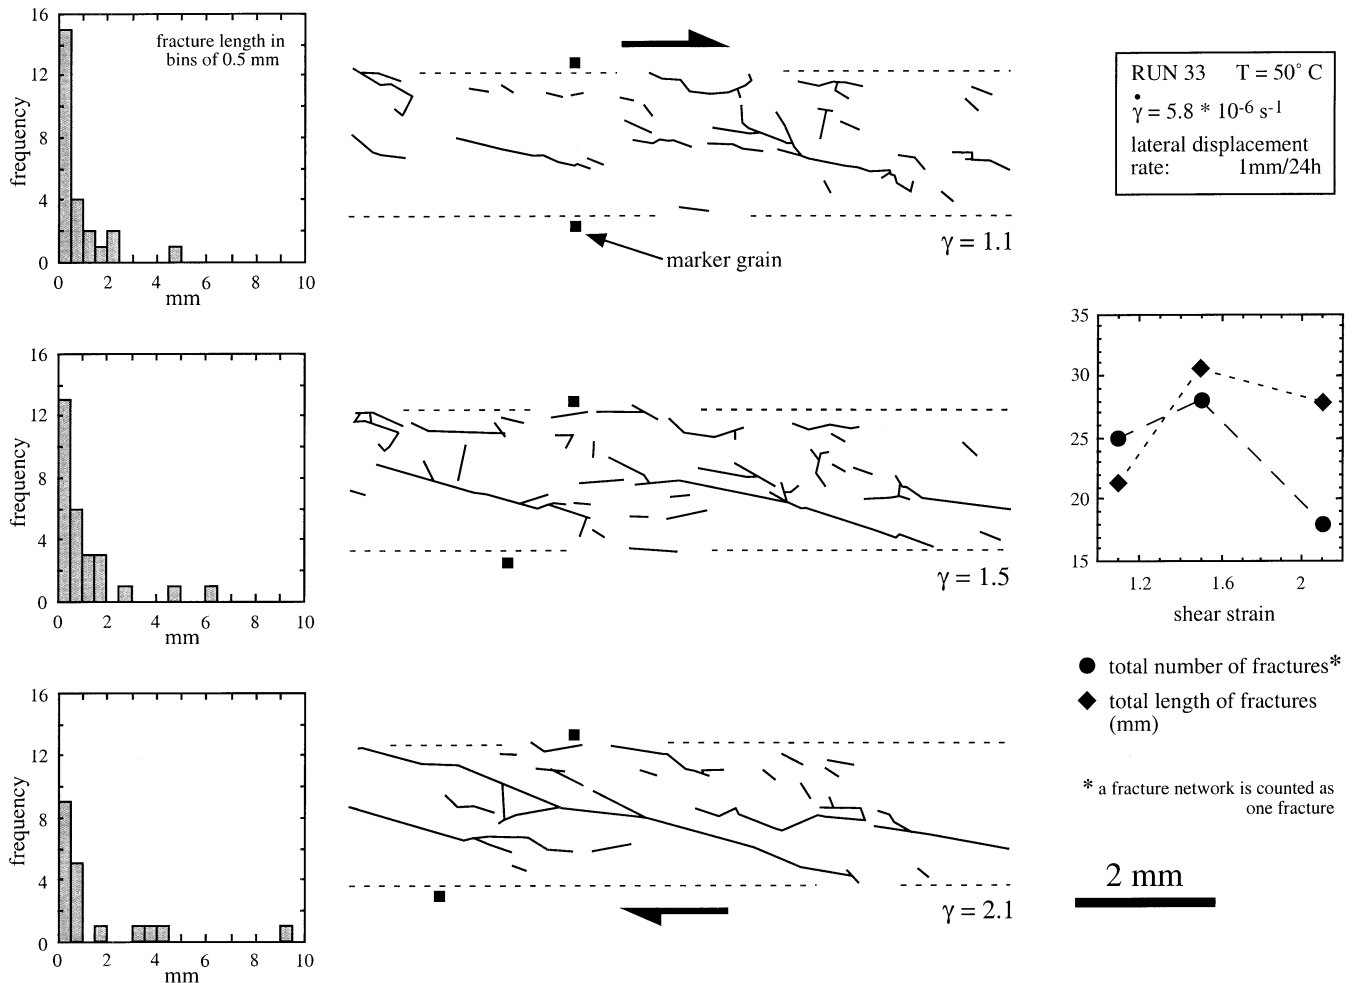 16
12
8
4
0
frequency
fracture length in
bins of 0.5 mm
0 2 4 6 8 10
mm
marker grain
γ = 1.1
RUN 33 T = 50° C
γ̇ = 5.8 * 10-6 s-1
lateral displacement
rate: 1mm/24h
16
12
8
4
0
frequency
0 2 4 6 8 10
mm
γ = 1.5
35
30
25
20
15
1.2 1.6 2
shear strain
total number of fractures*
total length of fractures
(mm)
* a fracture network is counted as
one fracture
2 mm
16
12
8
4
0
frequency
0 2 4 6 8 10
mm
γ = 2.1